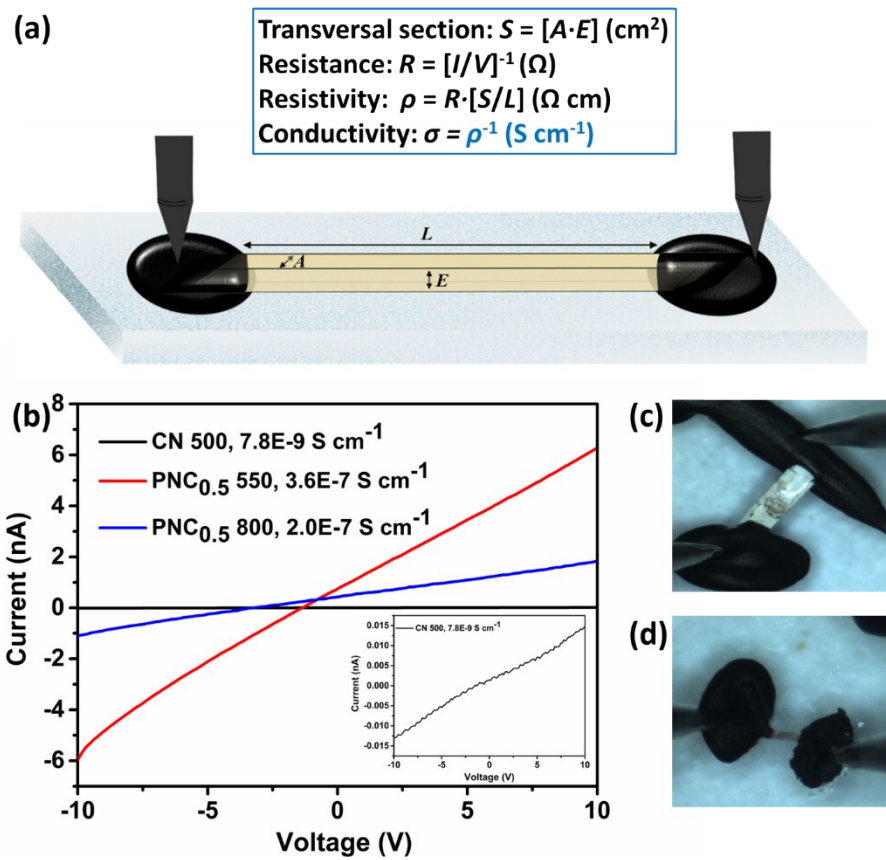 (a)
Transversal section: S = [A·E] (cm²)
Resistance: R = [I/V]⁻¹ (Ω)
Resistivity: ρ = R·[S/L] (Ω cm)
Conductivity: σ = ρ⁻¹ (S cm⁻¹)
L
A
E
(b)
8
6
4
2
0
-2
-4
-6
Current (nA)
CN 500, 7.8E-9 S cm⁻¹
PNC₀.₅ 550, 3.6E-7 S cm⁻¹
PNC₀.₅ 800, 2.0E-7 S cm⁻¹
-10
-5
0
5
10
Voltage (V)
CN 500, 7.8E-9 S cm⁻¹
0.015
0.010
0.005
0.000
-0.005
-0.010
-0.015
Current (nA)
-10
-5
0
5
10
Voltage (V)
(c)
(d)